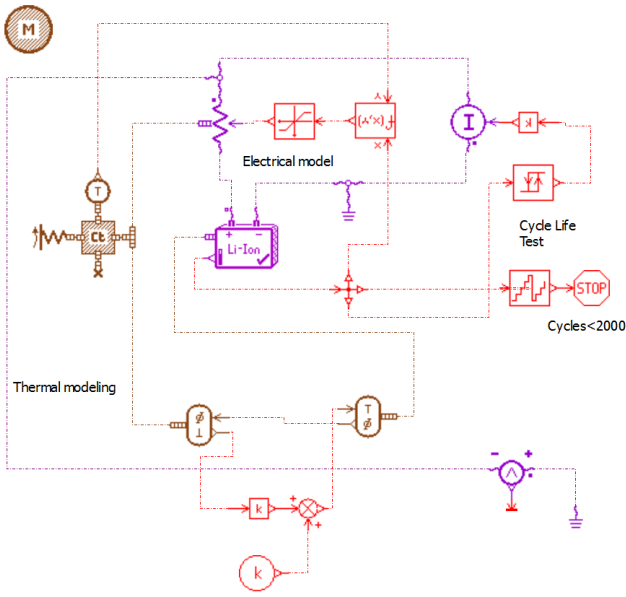 M
Y
f(x,Y)
X
I
k
T
Electrical model
Ct
+ −
Li-Ion
Cycle Life
Test
STOP
Cycles<2000
Thermal modeling
Φ
T
T
Φ
− +
V
k
+
+
k